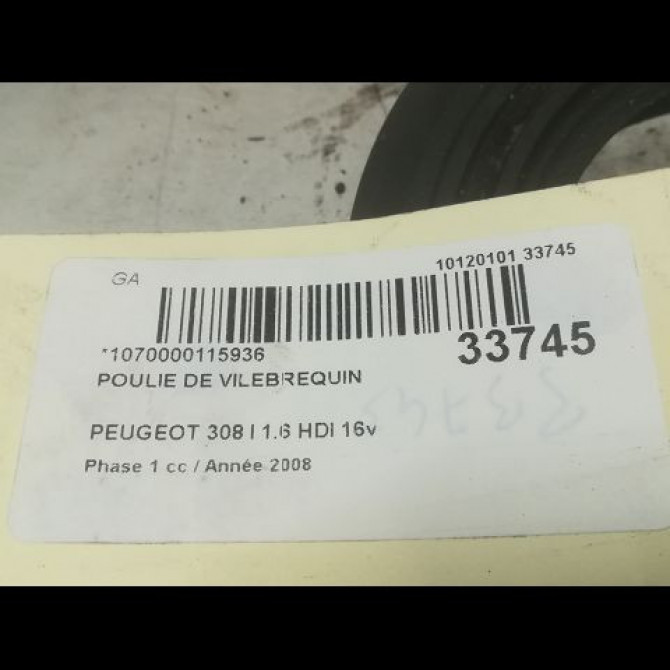 GA
10120101 33745
*1070000115936
33745
POULIE DE VILEBREQUIN
PEUGEOT 308 I 1.6 HDI 16v
Phase 1 cc / Année 2008